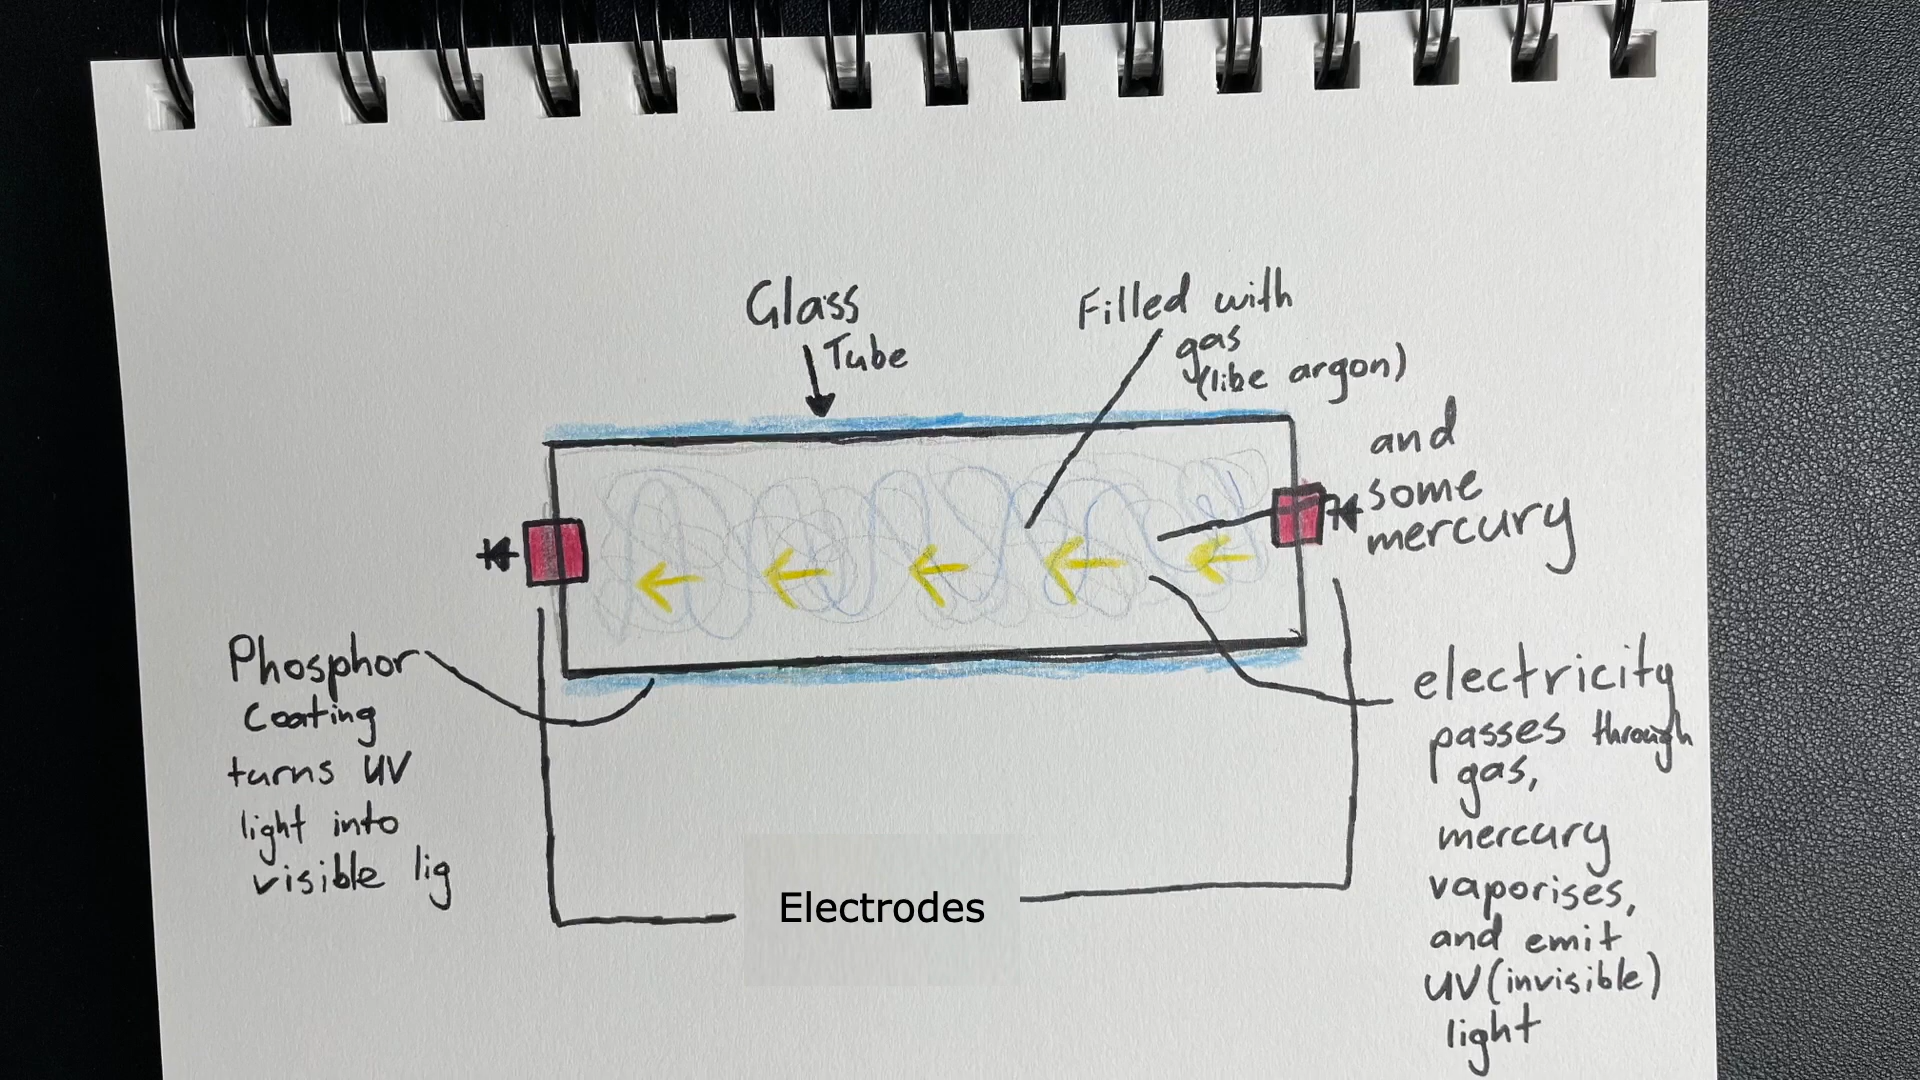 Glass
Tube
Filled with
gas
(like argon)
and
some
mercury
Phosphor
Coating
turns UV
light into
visible lig
electricity
passes through
gas,
mercury
vaporises,
and emit
UV (invisible)
light
Electrodes